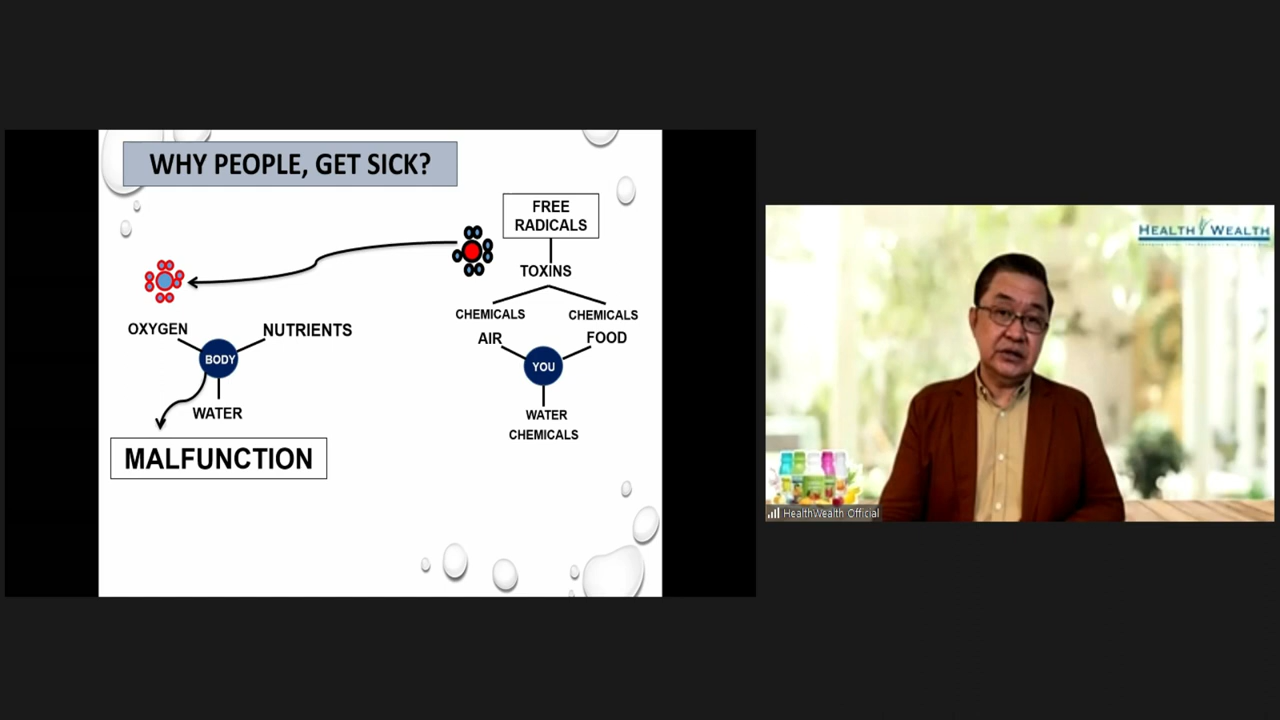 WHY PEOPLE, GET SICK?
FREE
RADICALS
TOXINS
CHEMICALS
CHEMICALS
AIR
FOOD
YOU
WATER
CHEMICALS
OXYGEN
NUTRIENTS
BODY
WATER
MALFUNCTION
HEALTH WEALTH
HealthWealth Official